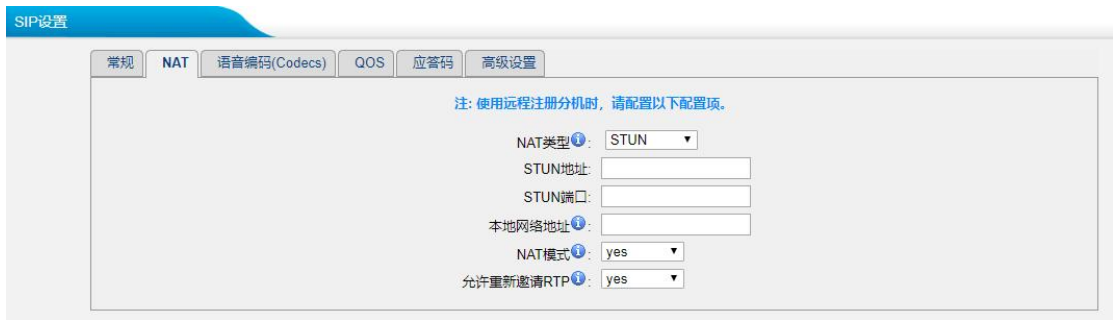 SIP设置
常规 NAT 语音编码(Codecs) QOS 应答码 高级设置
注: 使用远程注册分机时，请配置以下配置项。
NAT类型: STUN
STUN地址:
STUN端口:
本地网络地址:
NAT模式: yes
允许重新邀请RTP: yes